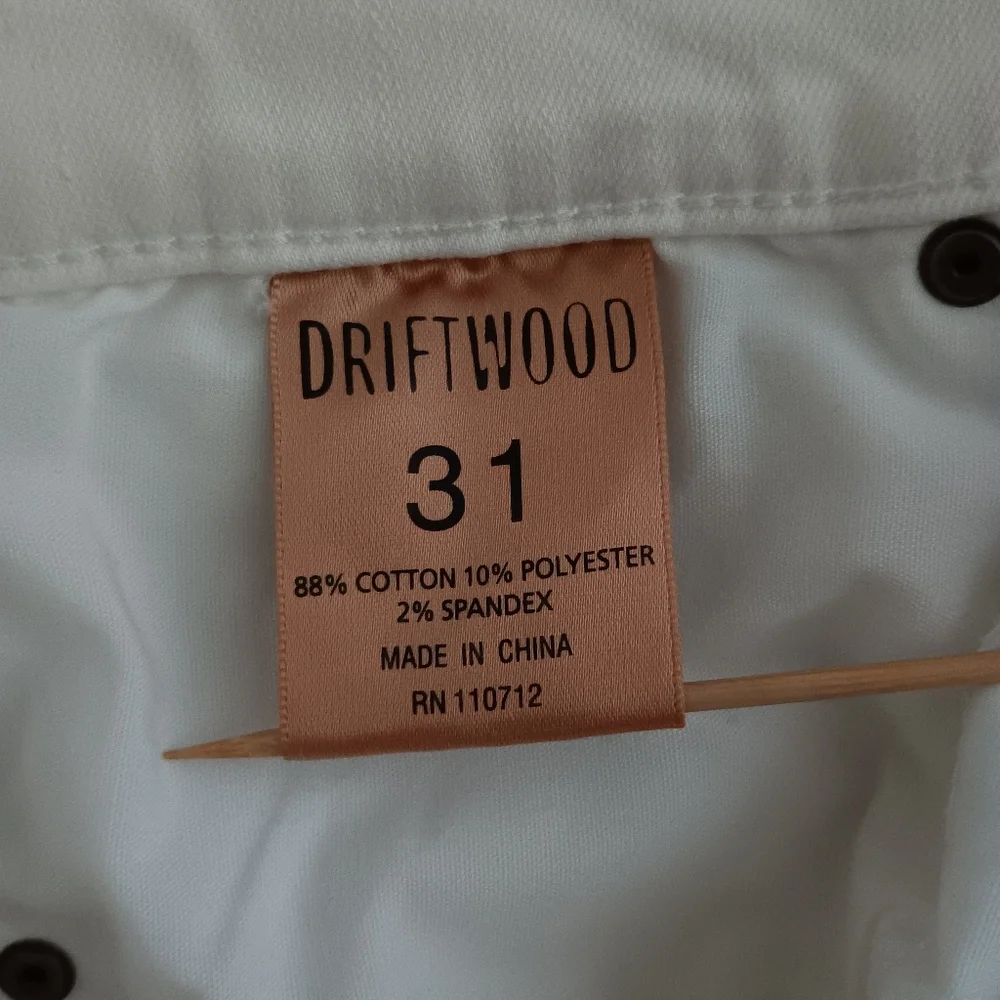 DRIFTWOOD
31
88% COTTON 10% POLYESTER
2% SPANDEX
MADE IN CHINA
RN 110712